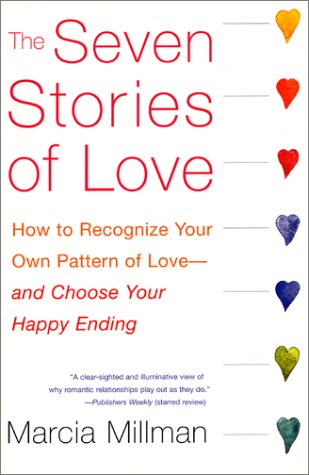 The Seven
Stories
of Love
How to Recognize Your
Own Pattern of Love—
and Choose Your
Happy Ending
"A clear-sighted and illuminative view of
why romantic relationships play out as they do."
—Publishers Weekly (starred review)
Marcia Millman